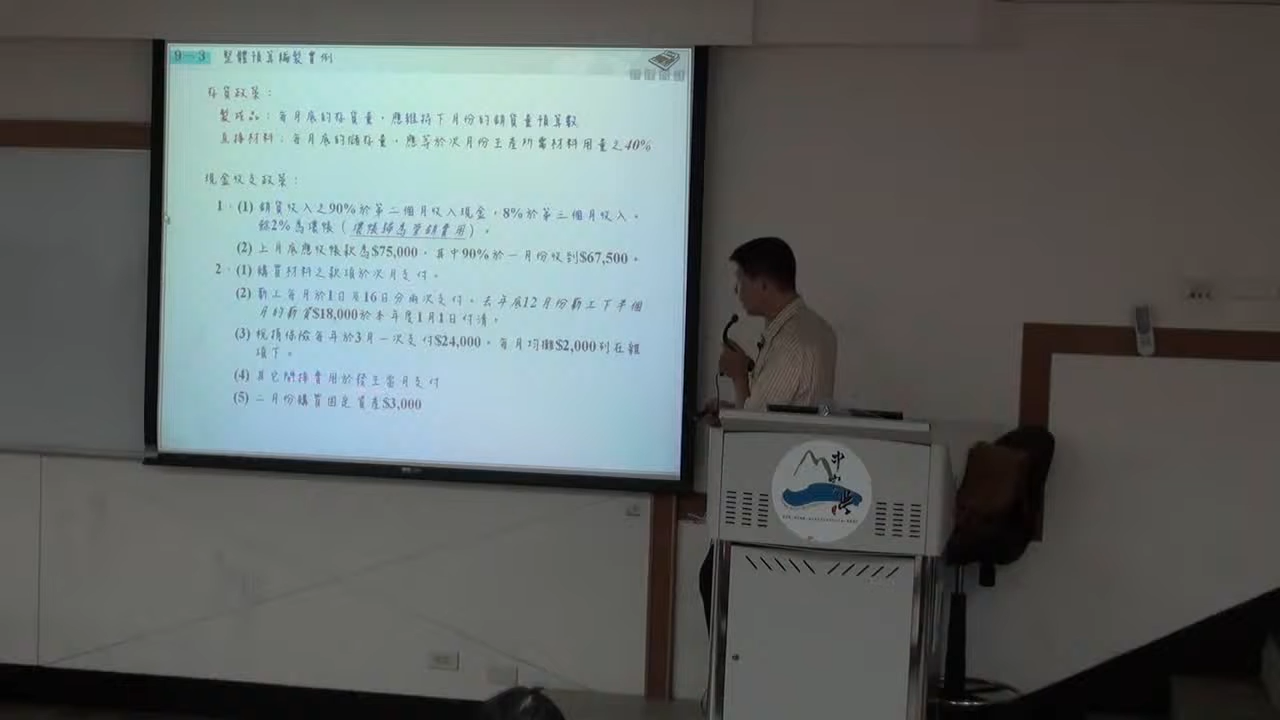 9－3 整體預算編製實例
存貨政策：
製成品：每月底的存貨量，應維持下月份的銷貨量預算數
直接材料：每月底的儲存量，應等於次月份生產所需材料用量之40%
現金收支政策：
1．(1) 銷貨收入之90%於第二個月收入現金，8%於第三個月收入。
餘2%為壞帳（壞帳歸為營銷費用）。
(2) 上月底應收帳款為$75,000，其中90%於一月份收到$67,500。
2．(1) 購買材料之款項於次月支付。
(2) 薪工每月於1日及16日分兩次支付。去年底12月份薪工下半個
月的薪資$18,000於本年度1月1日付清。
(3) 稅捐保險每年於3月一次支付$24,000。每月均攤$2,000列在雜
項下。
(4) 其它間接費用於發生當月支付
(5) 二月份購買固定資產$3,000
中山大學